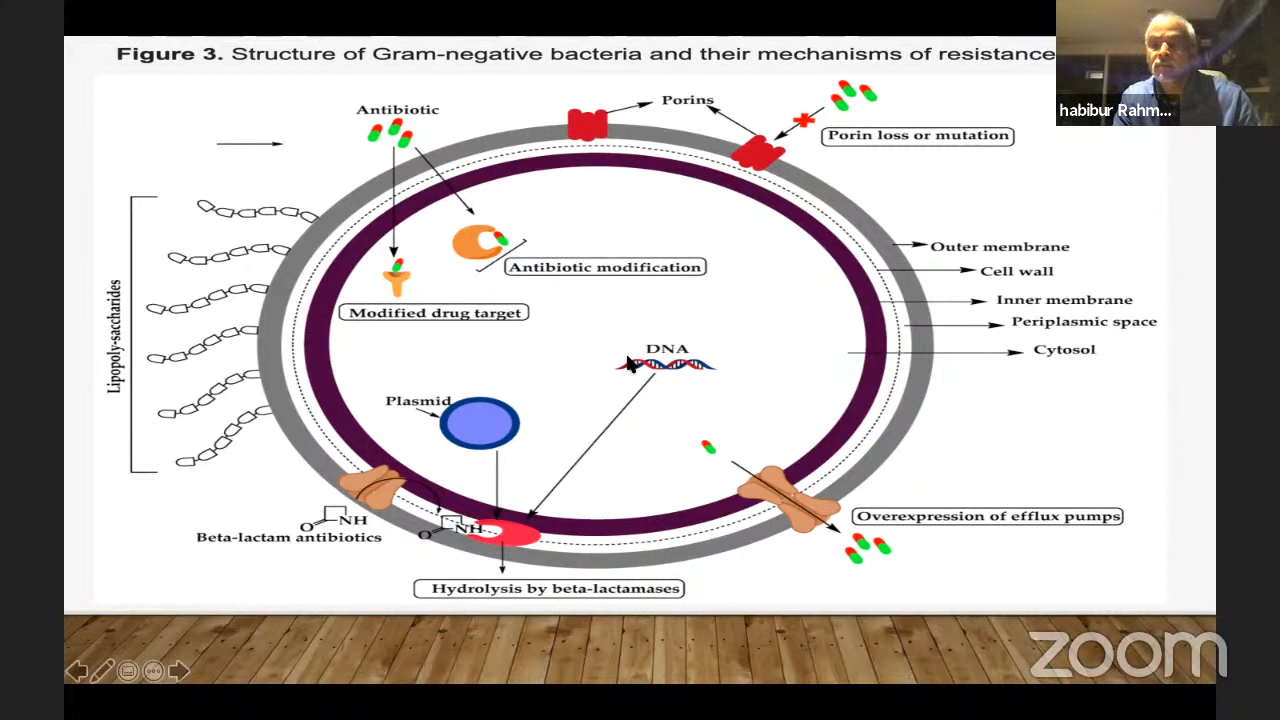 Figure 3. Structure of Gram-negative bacteria and their mechanisms of resistance
habibur Rahm...
Antibiotic
Porins
Porin loss or mutation
Lipopoly-saccharides
Outer membrane
Antibiotic modification
Cell wall
Inner membrane
Modified drug target
Periplasmic space
DNA
Cytosol
Plasmid
Overexpression of efflux pumps
O
NH
O
NH
Beta-lactam antibiotics
Hydrolysis by beta-lactamases
zoom